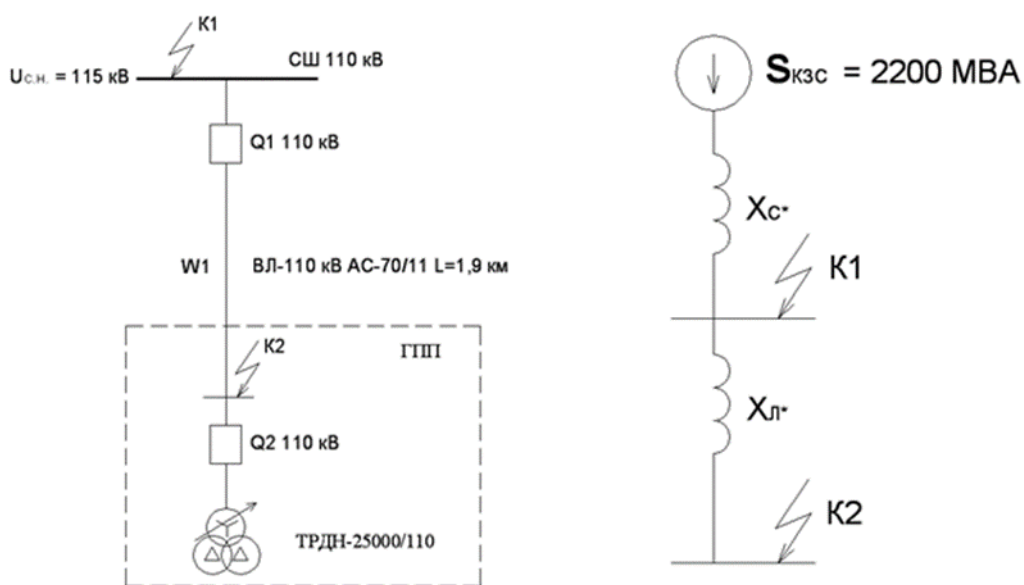 К1
СШ 110 кВ
Uс.н. = 115 кВ
Q1 110 кВ
W1 ВЛ-110 кВ АС-70/11 L=1,9 км
К2
ГПП
Q2 110 кВ
ТРДН-25000/110
SКЗС = 2200 МВА
XС*
К1
XЛ*
К2